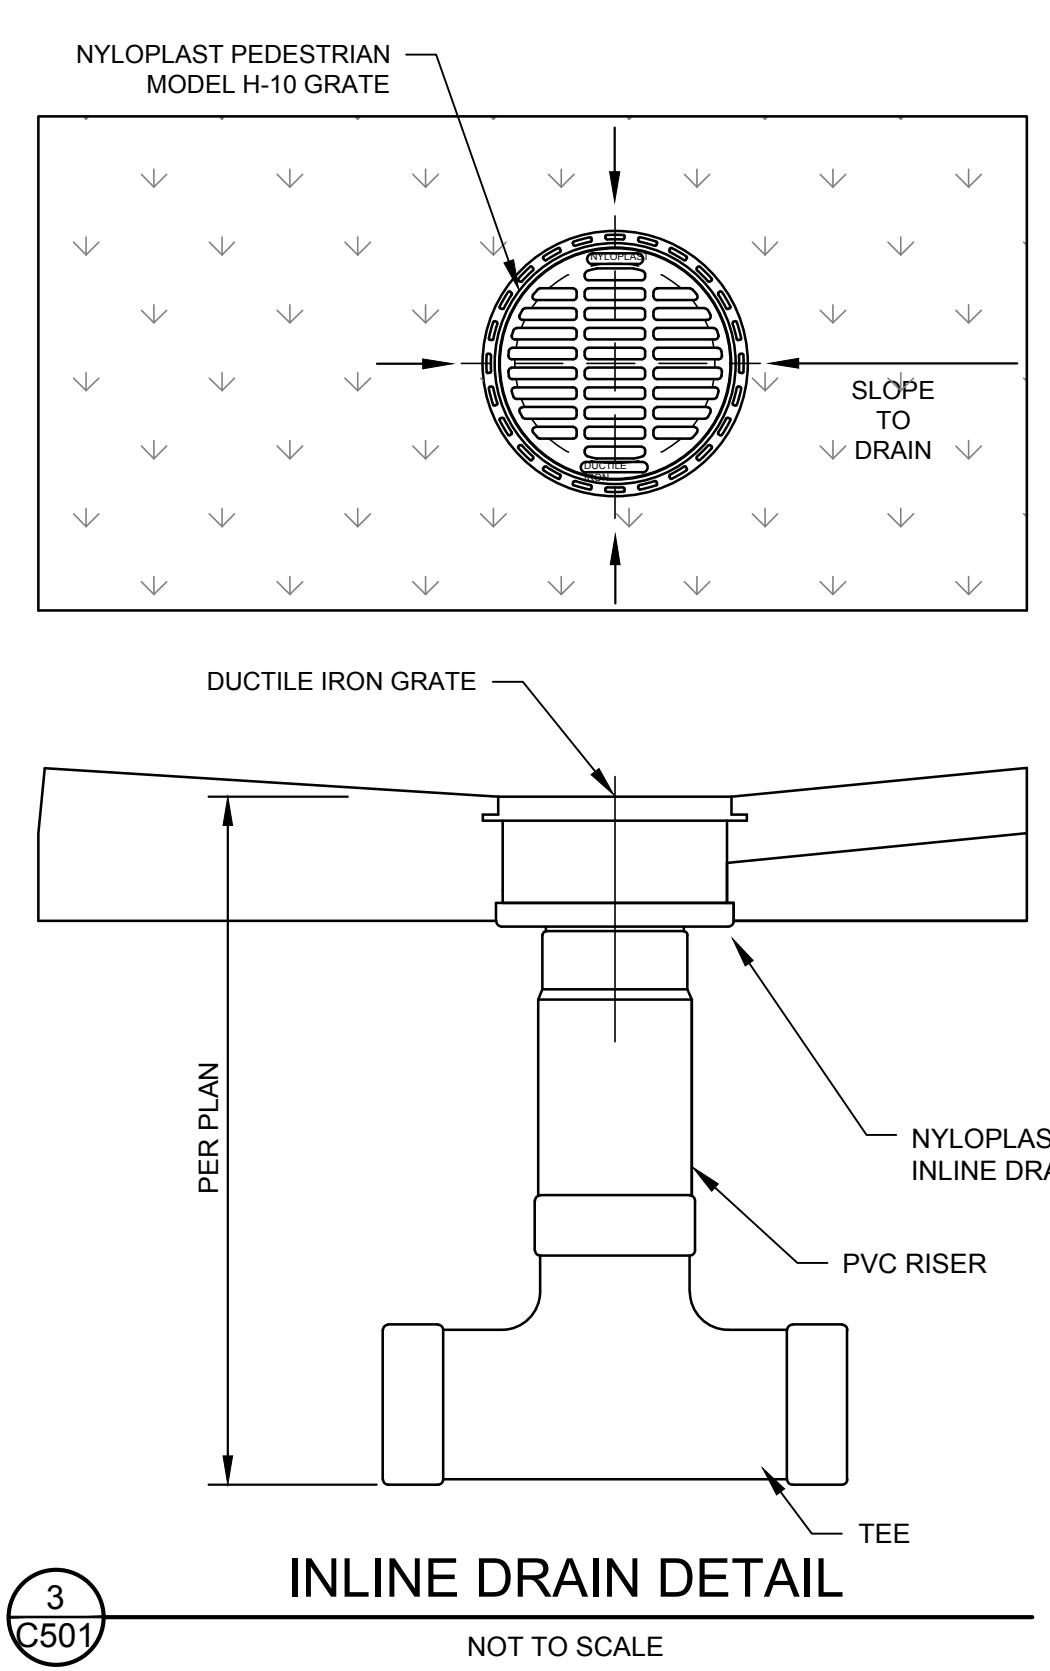 NYLOPLAST PEDESTRIAN
MODEL H-10 GRATE
NYLOPLAST
DUCTILE
IRON
SLOPE
TO
DRAIN
DUCTILE IRON GRATE
PER PLAN
NYLOPLAS
INLINE DRA
PVC RISER
TEE
INLINE DRAIN DETAIL
3
C501
NOT TO SCALE